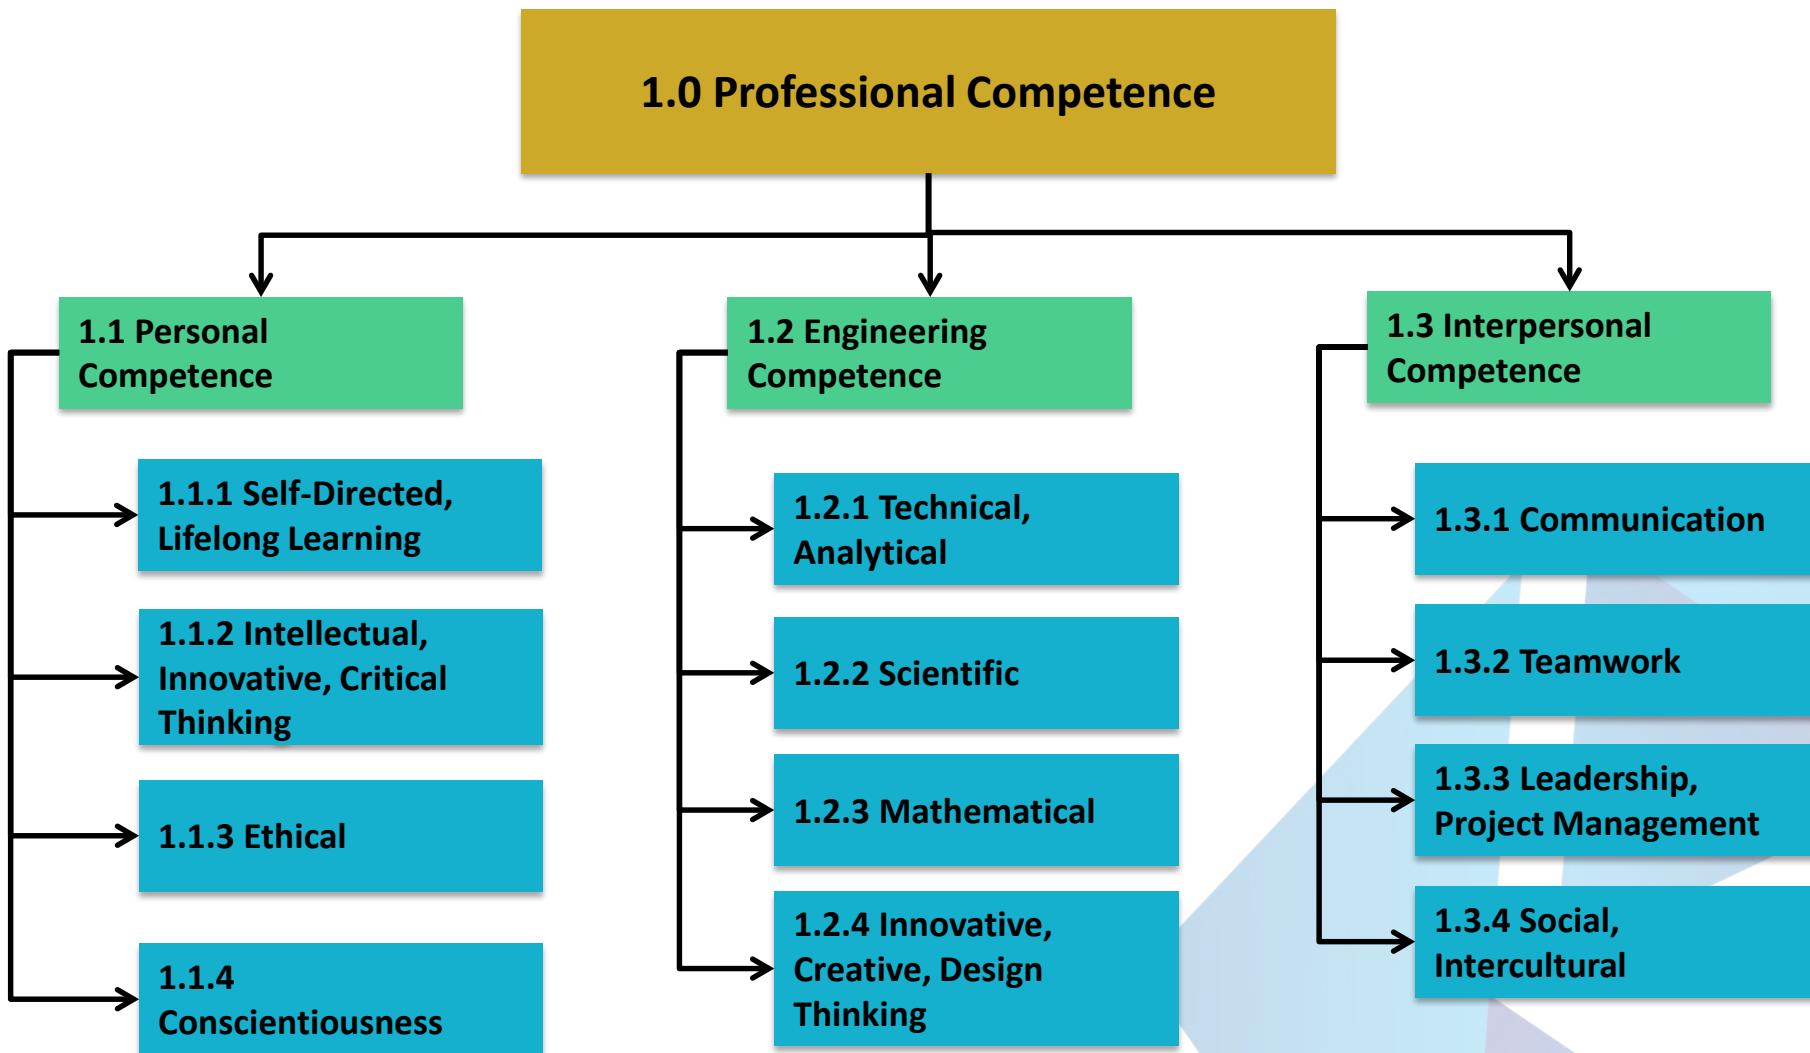 1.0 Professional Competence
1.1 Personal
Competence
1.1.1 Self-Directed,
Lifelong Learning
1.1.2 Intellectual,
Innovative, Critical
Thinking
1.1.3 Ethical
1.1.4
Conscientiousness
1.2 Engineering
Competence
1.2.1 Technical,
Analytical
1.2.2 Scientific
1.2.3 Mathematical
1.2.4 Innovative,
Creative, Design
Thinking
1.3 Interpersonal
Competence
1.3.1 Communication
1.3.2 Teamwork
1.3.3 Leadership,
Project Management
1.3.4 Social,
Intercultural